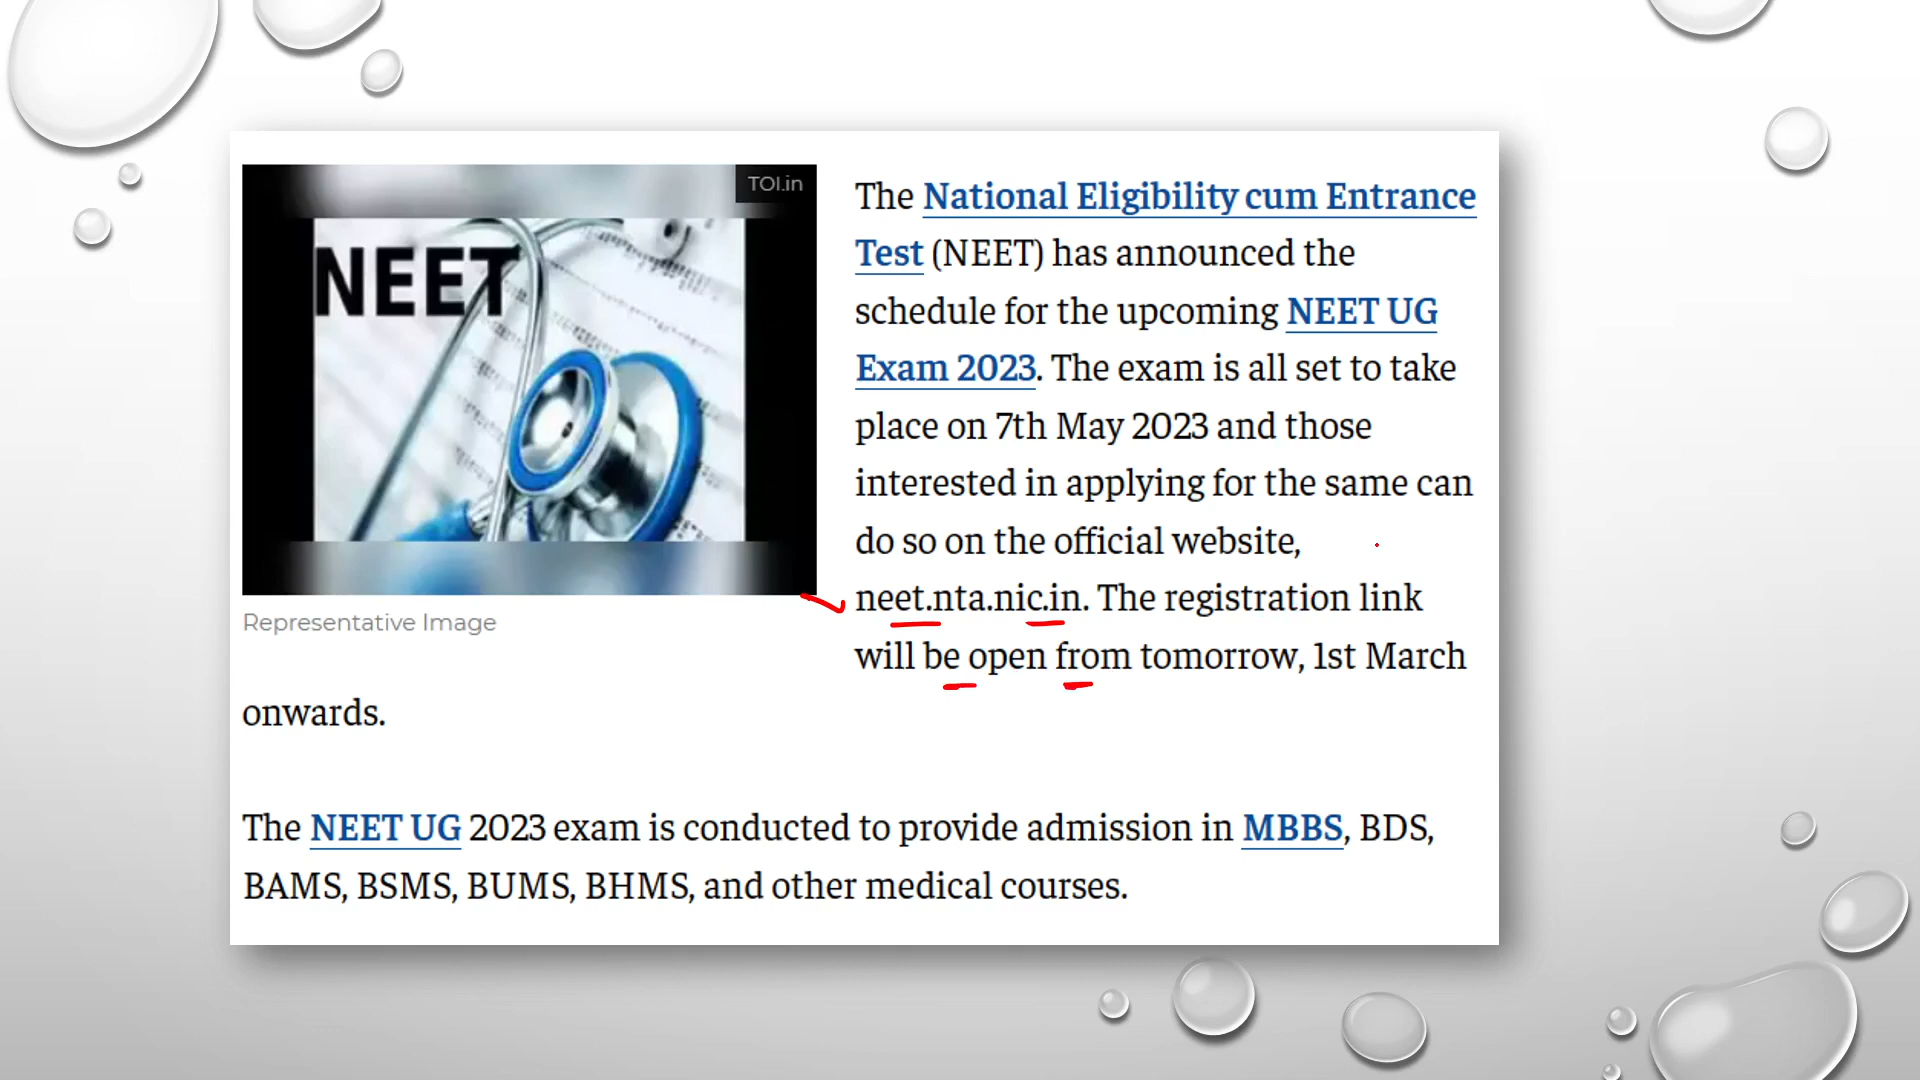 TOI.in
NEET
Representative Image
The National Eligibility cum Entrance
Test (NEET) has announced the
schedule for the upcoming NEET UG
Exam 2023. The exam is all set to take
place on 7th May 2023 and those
interested in applying for the same can
do so on the official website,
neet.nta.nic.in. The registration link
will be open from tomorrow, 1st March
onwards.
The NEET UG 2023 exam is conducted to provide admission in MBBS, BDS,
BAMS, BSMS, BUMS, BHMS, and other medical courses.